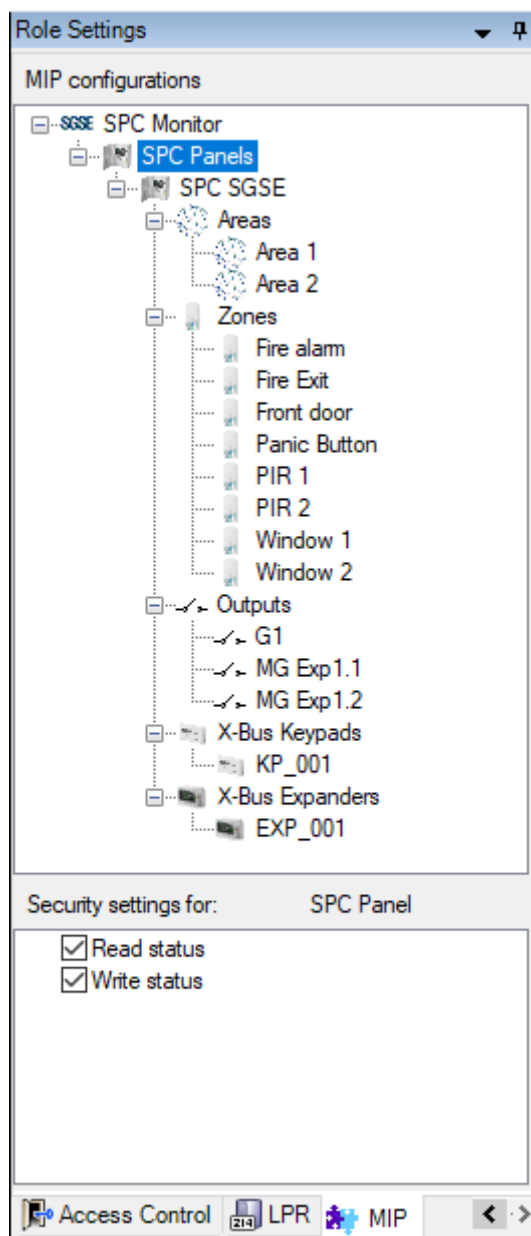 Role Settings
MIP configurations
SGSE SPC Monitor
SPC Panels
SPC SGSE
Areas
Area 1
Area 2
Zones
Fire alarm
Fire Exit
Front door
Panic Button
PIR 1
PIR 2
Window 1
Window 2
Outputs
G1
MG Exp1.1
MG Exp1.2
X-Bus Keypads
KP_001
X-Bus Expanders
EXP_001
Security settings for: SPC Panel
Read status
Write status
Access Control 214 LPR MIP